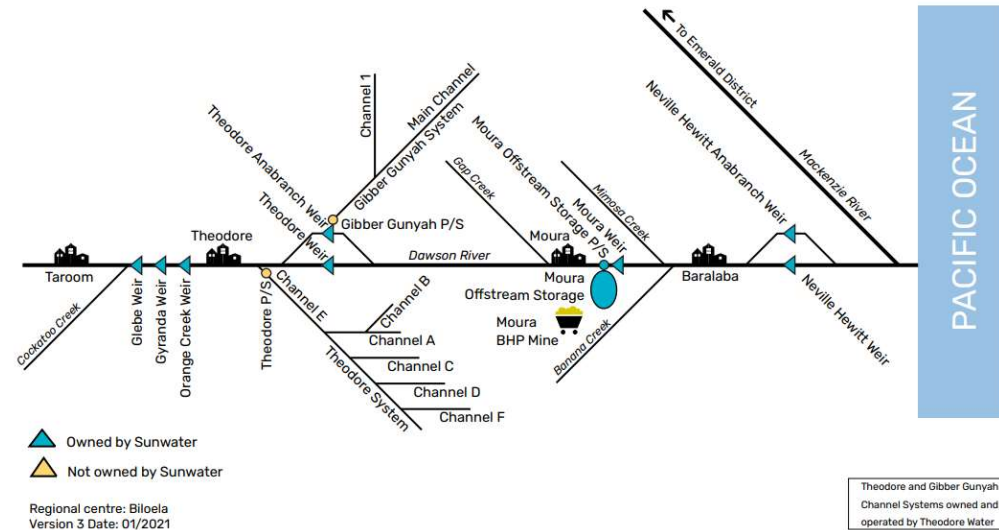 To Emerald District
Mackenzie River
Neville Hewitt Anabranch Weir
PACIFIC OCEAN
Channel 1
Main Channel
Gibber Gunyah System
Theodore Anabranch Weir
Theodore Weir
Gibber Gunyah P/S
Gap Creek
Moura Offstream Storage P/S
Moura Weir
Mimosa Creek
Taroom
Theodore
Dawson River
Moura
Baralaba
Cockatoo Creek
Glebe Weir
Gyranda Weir
Orange Creek Weir
Theodore P/S
Channel E
Channel B
Channel A
Channel C
Channel D
Channel F
Theodore System
Moura
Offstream Storage
Moura
BHP Mine
Banana Creek
Neville Hewitt Weir
Owned by Sunwater
Not owned by Sunwater
Regional centre: Biloela
Version 3 Date: 01/2021
Theodore and Gibber Gunyah
Channel Systems owned and
operated by Theodore Water